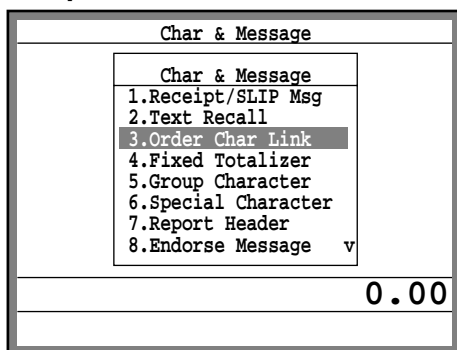 Char & Message
Char & Message
1.Receipt/SLIP Msg
2.Text Recall
3.Order Char Link
4.Fixed Totalizer
5.Group Character
6.Special Character
7.Report Header
8.Endorse Message v
0.00